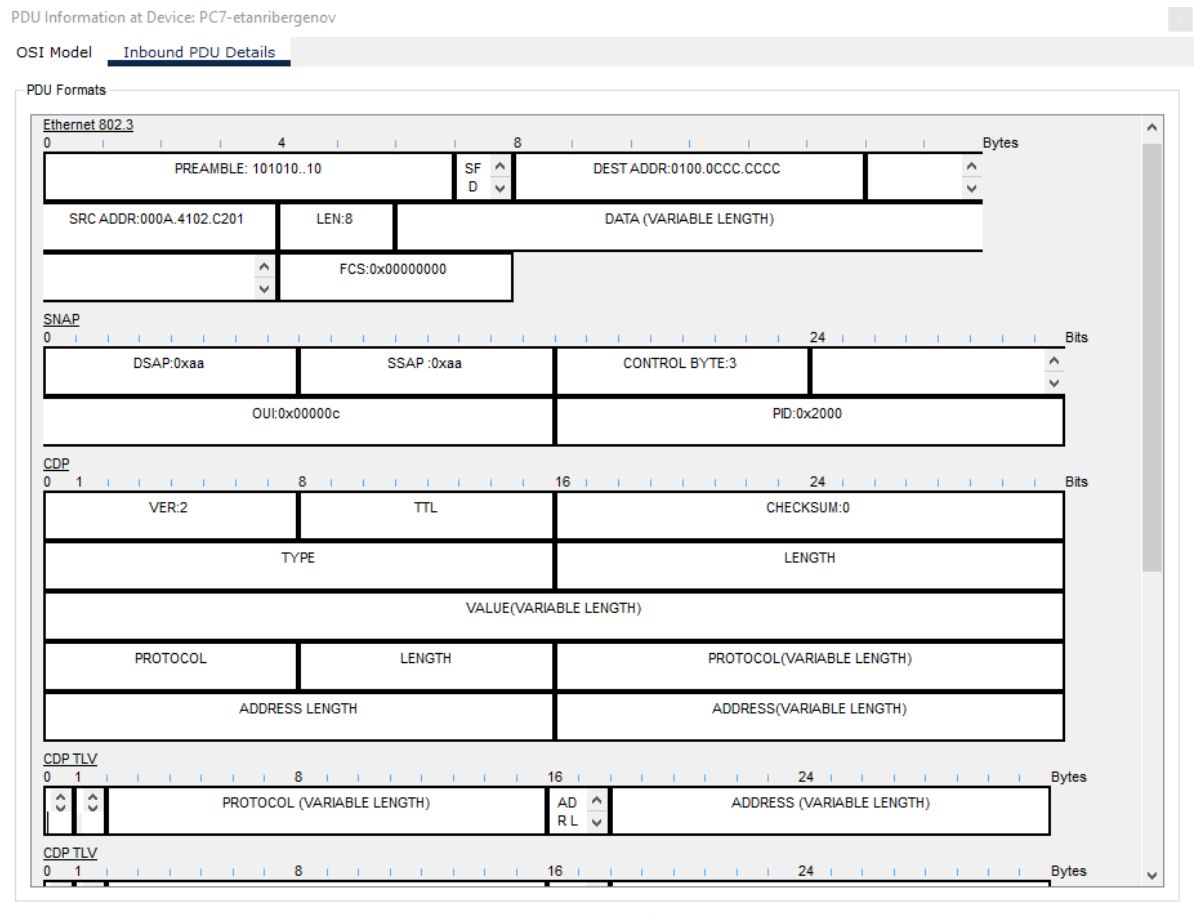 PDU Information at Device: PC7-etanribergenov
x
OSI Model Inbound PDU Details
PDU Formats
Ethernet 802.3
0 4 8 Bytes
PREAMBLE: 101010..10 SF D DEST ADDR:0100.0CCC.CCCC
SRC ADDR:000A.4102.C201 LEN:8 DATA (VARIABLE LENGTH)
FCS:0x00000000
SNAP
0 24 Bits
DSAP:0xaa SSAP :0xaa CONTROL BYTE:3
OUI:0x00000c PID:0x2000
CDP
0 1 8 16 24 Bits
VER:2 TTL CHECKSUM:0
TYPE LENGTH
VALUE(VARIABLE LENGTH)
PROTOCOL LENGTH PROTOCOL(VARIABLE LENGTH)
ADDRESS LENGTH ADDRESS(VARIABLE LENGTH)
CDP TLV
0 1 8 16 24 Bytes
PROTOCOL (VARIABLE LENGTH) AD R L ADDRESS (VARIABLE LENGTH)
CDP TLV
0 1 8 16 24 Bytes